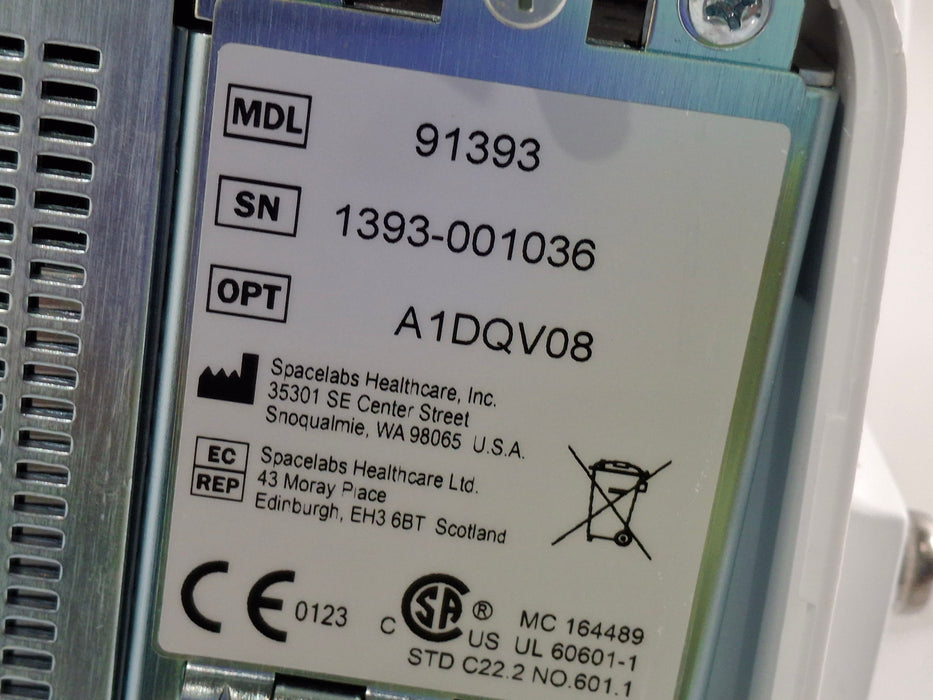 MDL 91393
SN 1393-001036
OPT A1DQV08
Spacelabs Healthcare, Inc.
35301 SE Center Street
Snoqualmie, WA 98065 U.S.A.
EC REP
Spacelabs Healthcare Ltd.
43 Moray Place
Edinburgh, EH3 6BT Scotland
CE 0123
C SA ® US
MC 164489
UL 60601-1
STD C22.2 NO.601.1